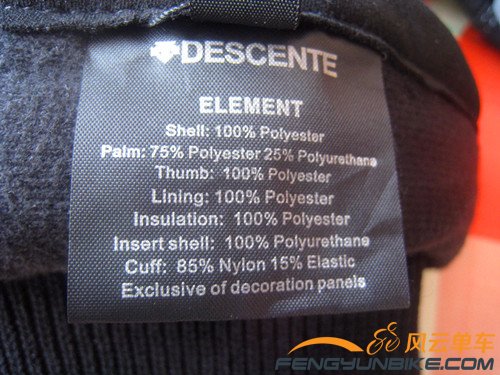 DESCENTE
ELEMENT
Shell: 100% Polyester
Palm: 75% Polyester 25% Polyurethane
Thumb: 100% Polyester
Lining: 100% Polyester
Insulation: 100% Polyester
Insert shell: 100% Polyurethane
Cuff: 85% Nylon 15% Elastic
Exclusive of decoration panels
风云单车
FENGYUNBIKE.COM